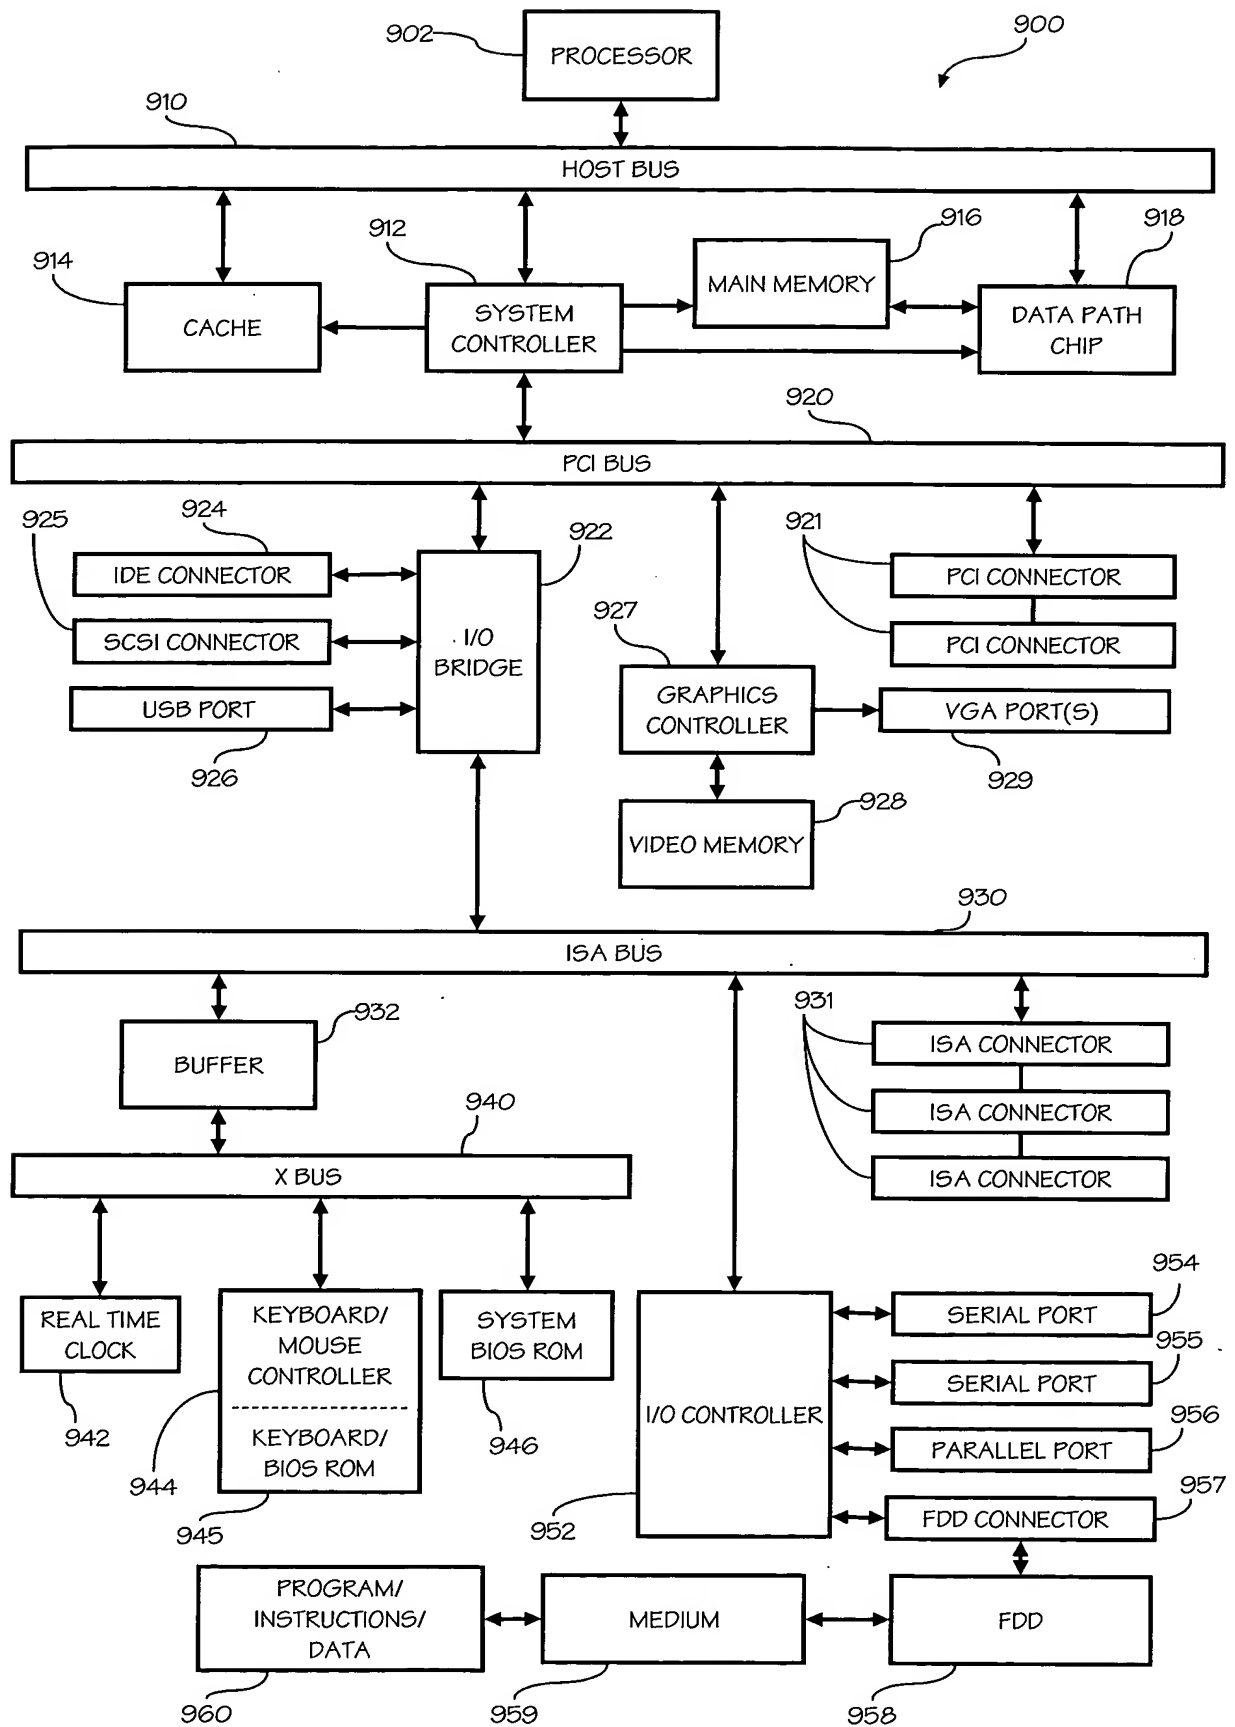 902
PROCESSOR
900
910
HOST BUS
912
916
918
914
MAIN MEMORY
CACHE
SYSTEM
CONTROLLER
DATA PATH
CHIP
920
PCI BUS
925
924
922
921
IDE CONNECTOR
PCI CONNECTOR
927
SCSI CONNECTOR
I/O
BRIDGE
PCI CONNECTOR
USB PORT
GRAPHICS
CONTROLLER
VGA PORT(S)
926
929
928
VIDEO MEMORY
930
ISA BUS
932
931
BUFFER
ISA CONNECTOR
ISA CONNECTOR
940
X BUS
ISA CONNECTOR
954
REAL TIME
CLOCK
KEYBOARD/
MOUSE
CONTROLLER
SYSTEM
BIOS ROM
SERIAL PORT
955
SERIAL PORT
I/O CONTROLLER
956
942
KEYBOARD/
BIOS ROM
946
PARALLEL PORT
944
957
945
952
FDD CONNECTOR
PROGRAM/
INSTRUCTIONS/
DATA
MEDIUM
FDD
960
959
958